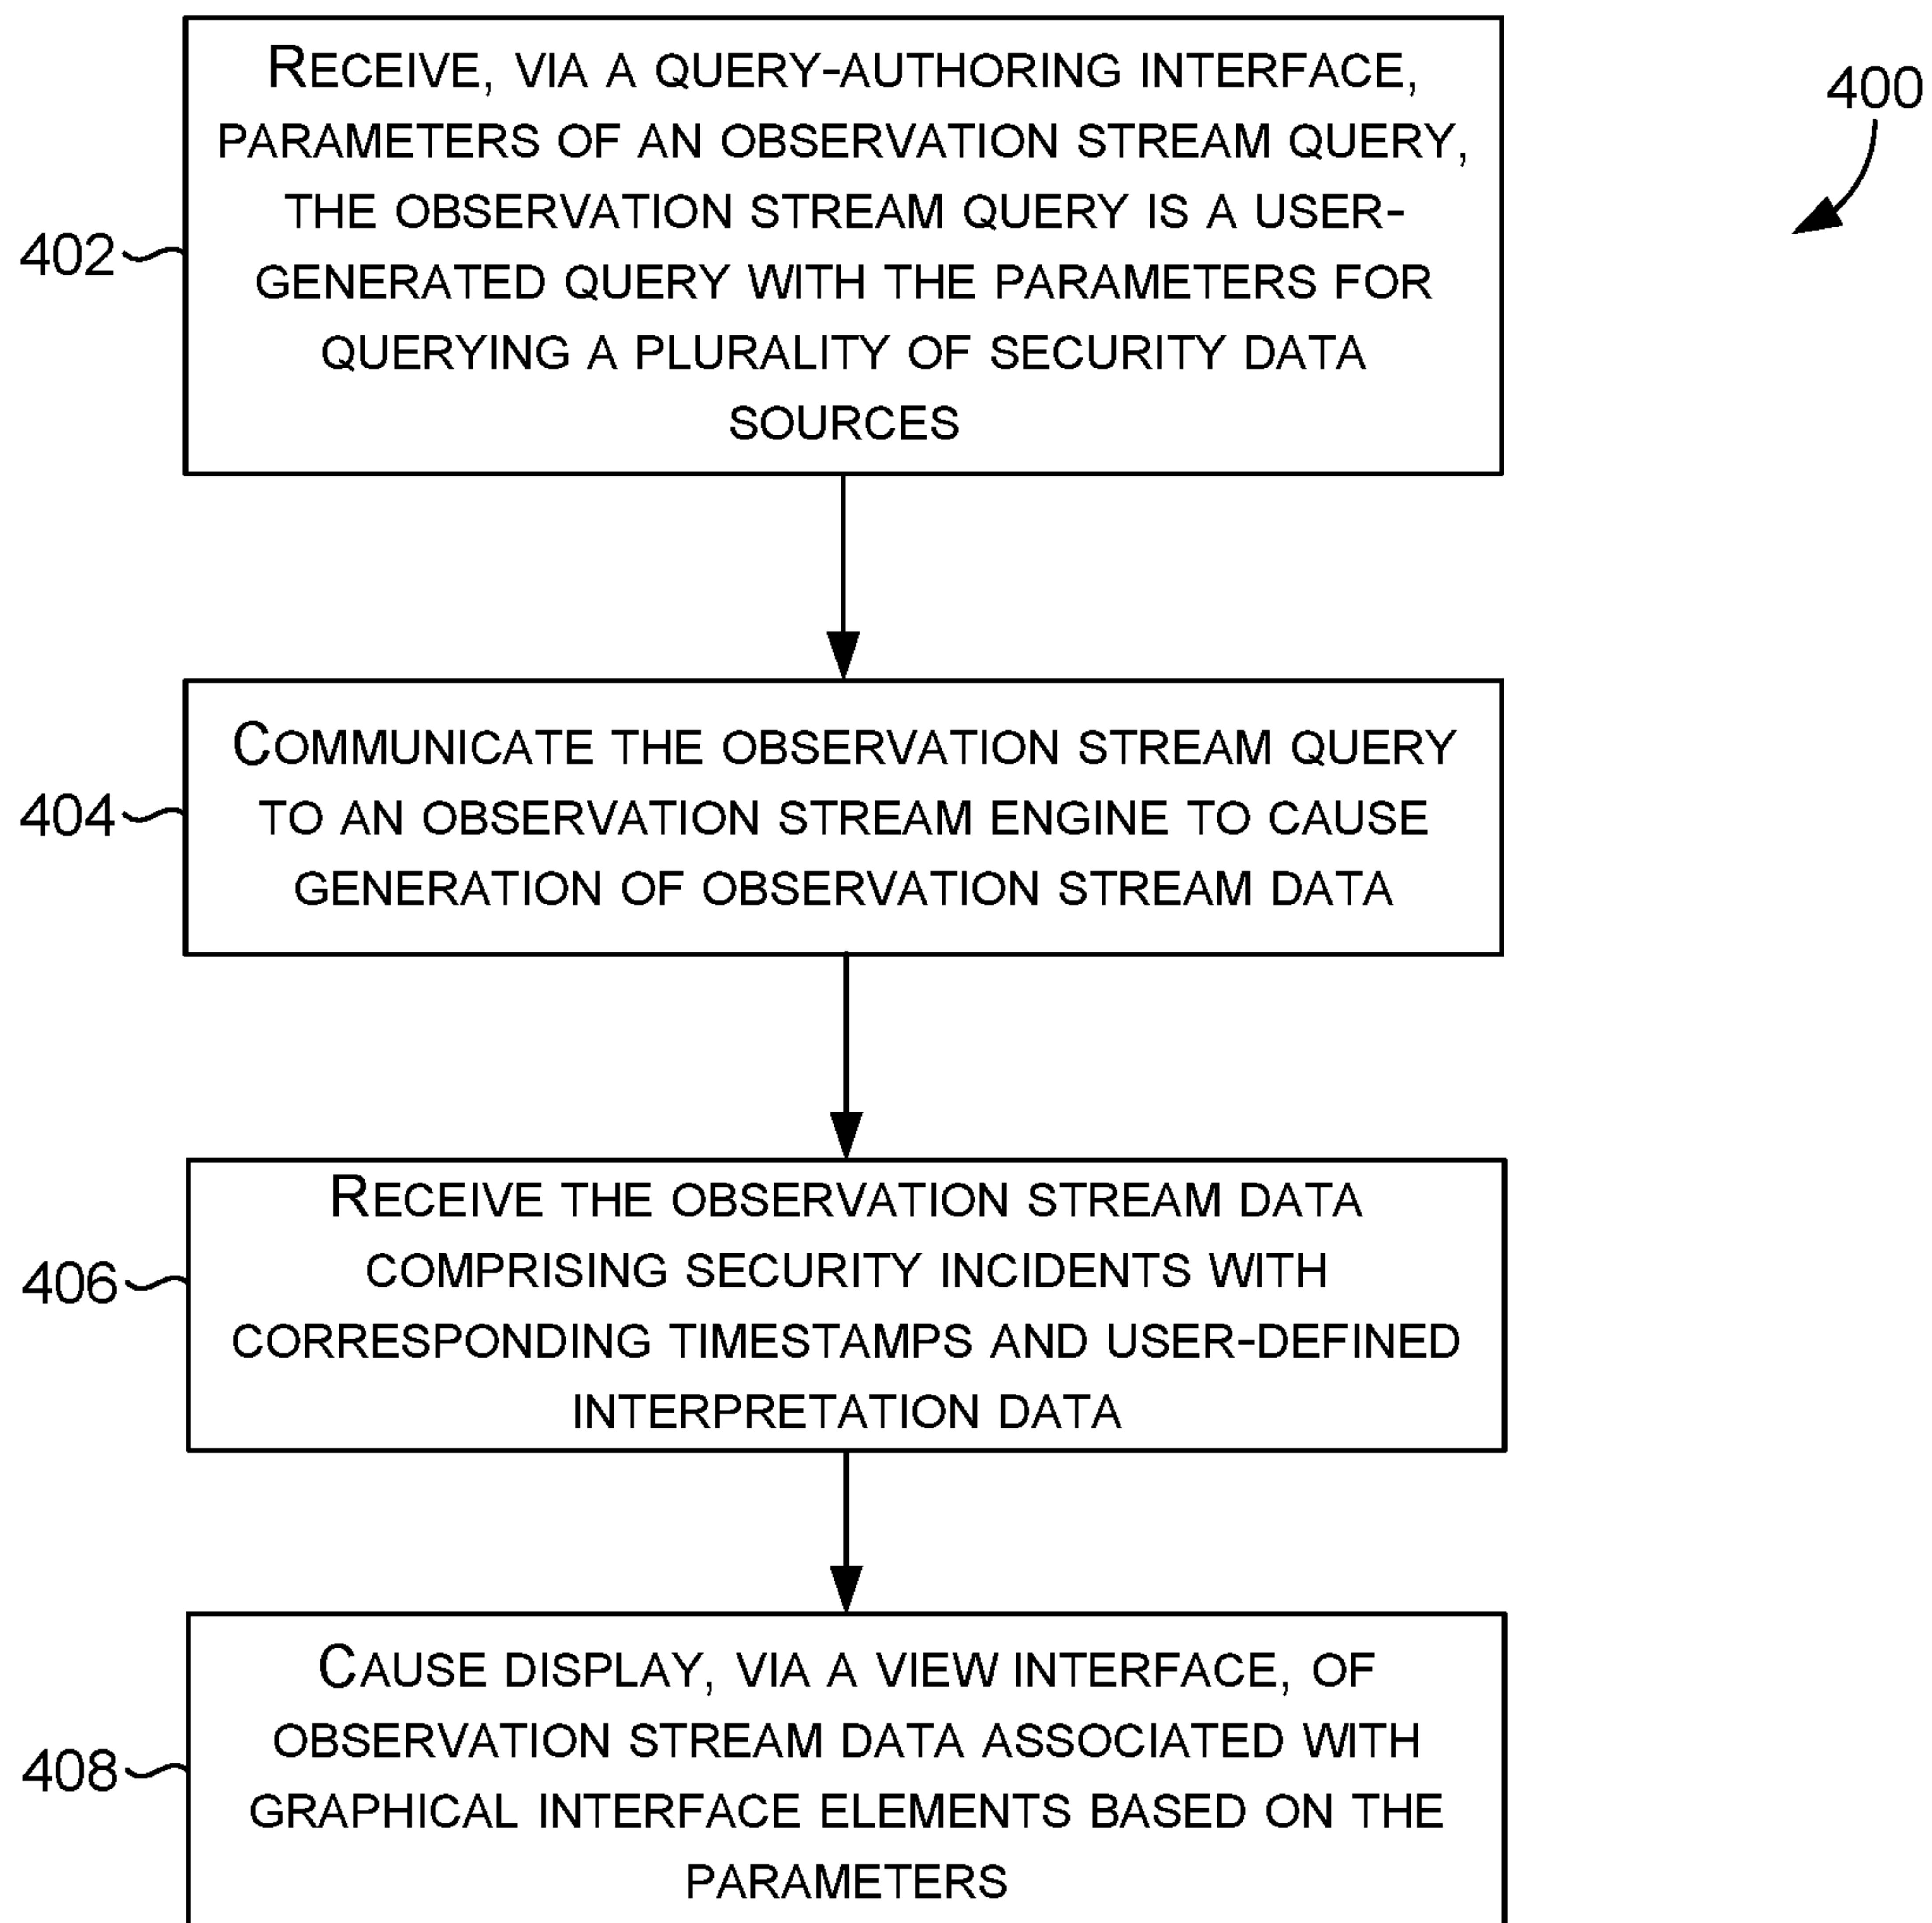 RECEIVE, VIA A QUERY-AUTHORING INTERFACE,
PARAMETERS OF AN OBSERVATION STREAM QUERY,
THE OBSERVATION STREAM QUERY IS A USER-
GENERATED QUERY WITH THE PARAMETERS FOR
QUERYING A PLURALITY OF SECURITY DATA
SOURCES
400
402
COMMUNICATE THE OBSERVATION STREAM QUERY
TO AN OBSERVATION STREAM ENGINE TO CAUSE
GENERATION OF OBSERVATION STREAM DATA
404
RECEIVE THE OBSERVATION STREAM DATA
COMPRISING SECURITY INCIDENTS WITH
CORRESPONDING TIMESTAMPS AND USER-DEFINED
INTERPRETATION DATA
406
CAUSE DISPLAY, VIA A VIEW INTERFACE, OF
OBSERVATION STREAM DATA ASSOCIATED WITH
GRAPHICAL INTERFACE ELEMENTS BASED ON THE
PARAMETERS
408